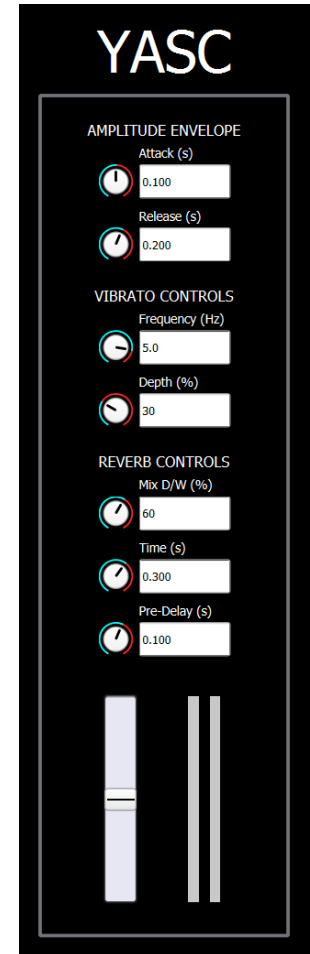 YASC
AMPLITUDE ENVELOPE
Attack (s)
0.100
Release (s)
0.200
VIBRATO CONTROLS
Frequency (Hz)
5.0
Depth (%)
30
REVERB CONTROLS
Mix D/W (%)
60
Time (s)
0.300
Pre-Delay (s)
0.100